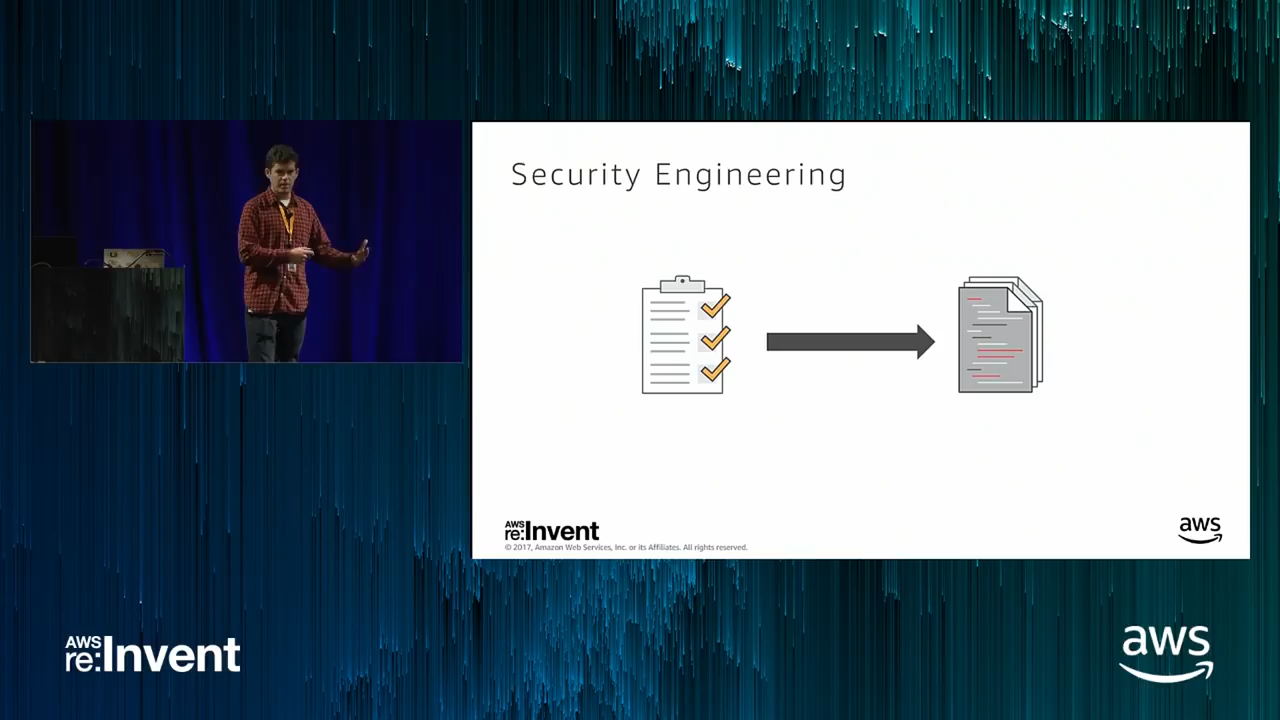 Security Engineering
AWS
re:Invent
© 2017, Amazon Web Services, Inc. or its Affiliates. All rights reserved.
aws
AWS
re:Invent
aws